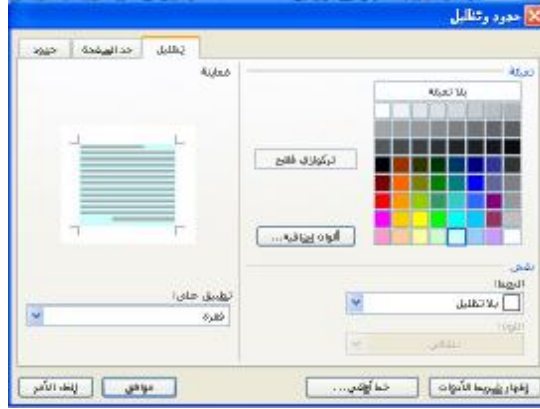 حدود وتظليل
تظليل
حد الصفحة
حدود
تعبئة
بلا تعبئة
تركوازي فاتح
ألوان إضافية...
نقش
النمط:
بلا تظليل
اللون:
تلقائي
معاينة
تطبيق على:
فقرة
إظهار شريط الأدوات
خط أفقي...
موافق
إلغاء الأمر